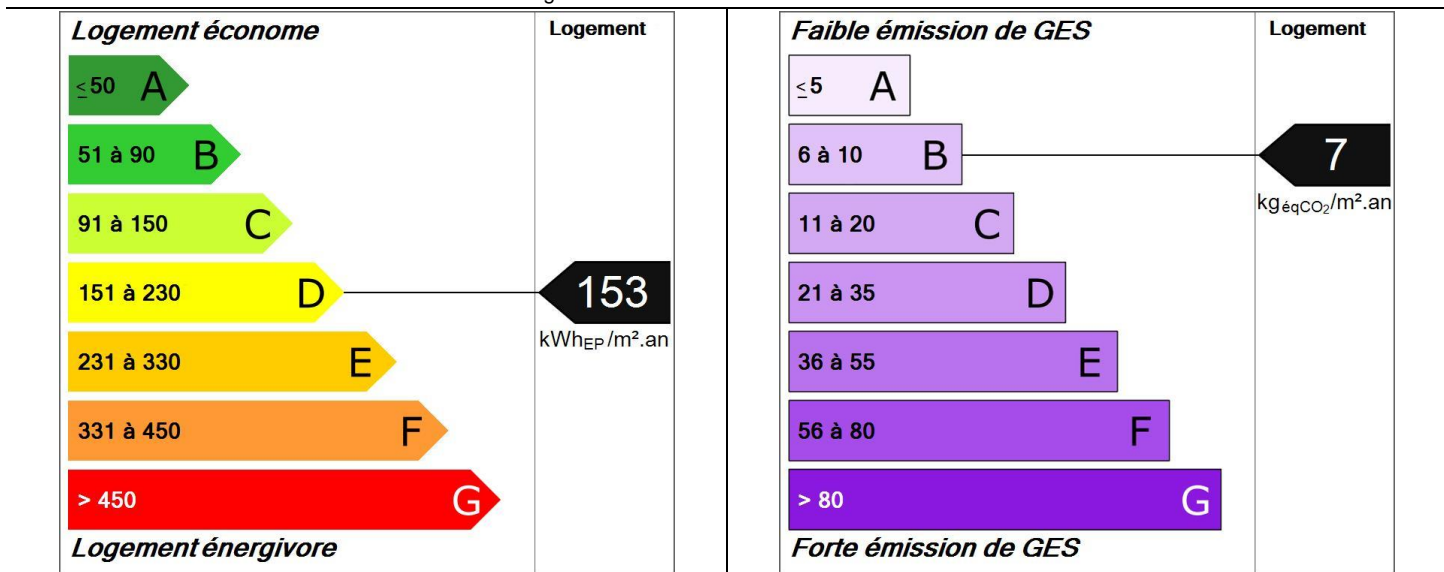 Logement économe
Logement
≤50 A
51 à 90 B
91 à 150 C
151 à 230 D
153
kWhEP/m².an
231 à 330 E
331 à 450 F
> 450 G
Logement énergivore
Faible émission de GES
Logement
≤5 A
6 à 10 B
7
kgéqCO2/m².an
11 à 20 C
21 à 35 D
36 à 55 E
56 à 80 F
> 80 G
Forte émission de GES